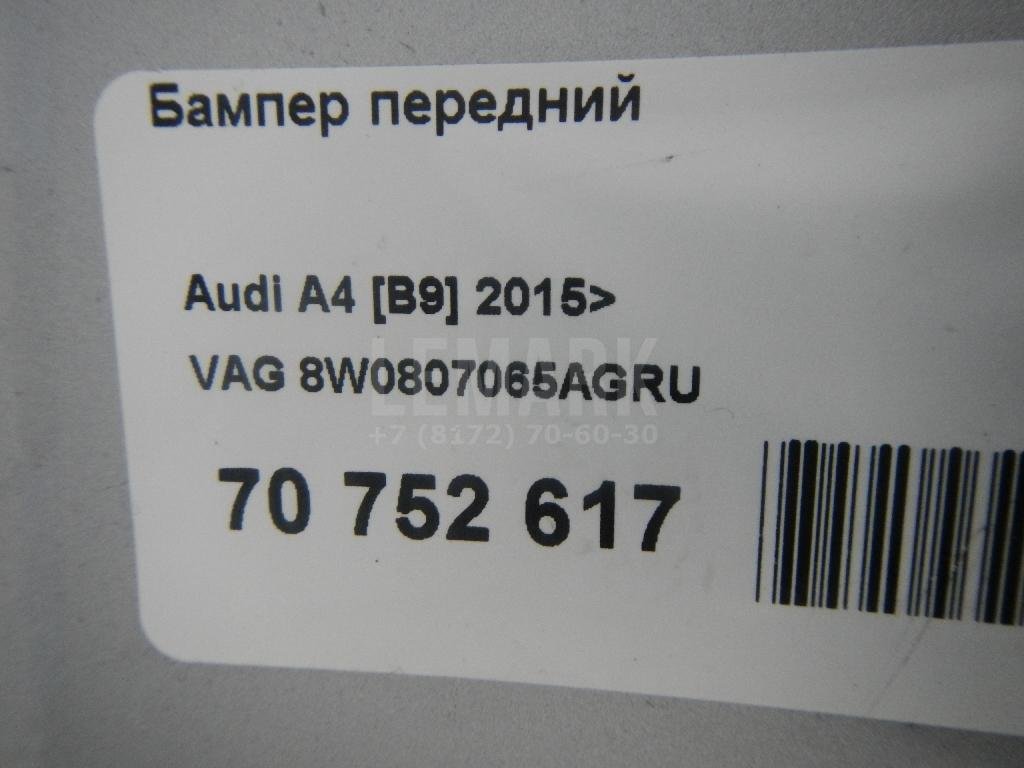 Бампер передний
Audi A4 [B9] 2015>
LEMARK
VAG 8W0807065AGRU
+7 (8172) 70-60-30
70 752 617